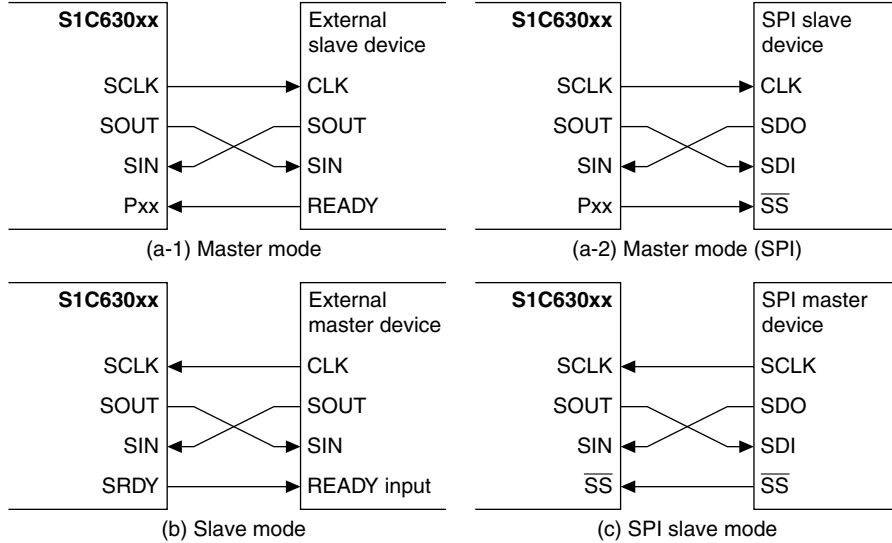 S1C630xx
SCLK
SOUT
SIN
Pxx
External
slave device
CLK
SOUT
SIN
READY
(a-1) Master mode
S1C630xx
SCLK
SOUT
SIN
Pxx
SPI slave
device
CLK
SDO
SDI
S̅S̅
(a-2) Master mode (SPI)
S1C630xx
SCLK
SOUT
SIN
SRDY
External
master device
CLK
SOUT
SIN
READY input
(b) Slave mode
S1C630xx
SCLK
SOUT
SIN
S̅S̅
SPI master
device
SCLK
SDO
SDI
S̅S̅
(c) SPI slave mode